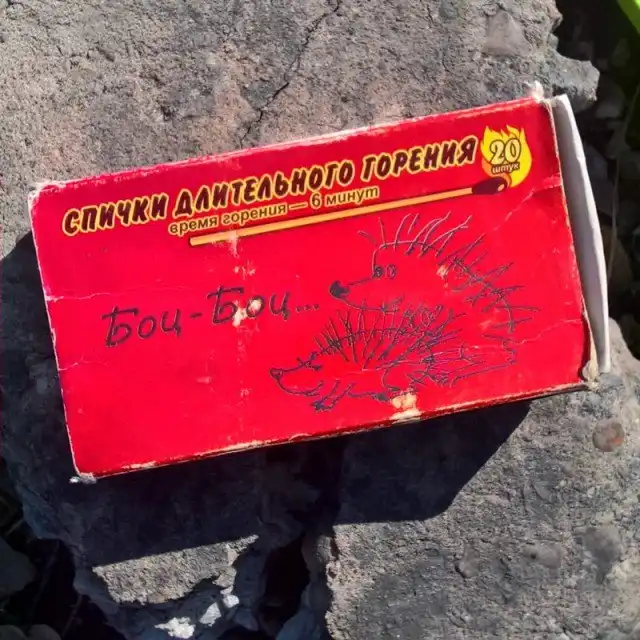 СПИЧКИ ДЛИТЕЛЬНОГО ГОРЕНИЯ
время горения — 6 минут
20
штук
Боц-Боц...